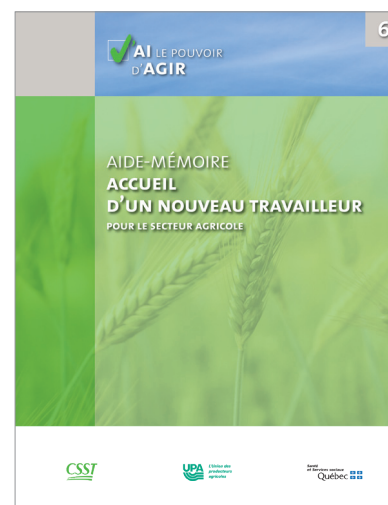 6
✓'AI LE POUVOIR
D'AGIR
AIDE-MÉMOIRE
ACCUEIL
D'UN NOUVEAU TRAVAILLEUR
POUR LE SECTEUR AGRICOLE
CSST
UPA
L'Union des
producteurs
agricoles
Santé
et Services sociaux
Québec